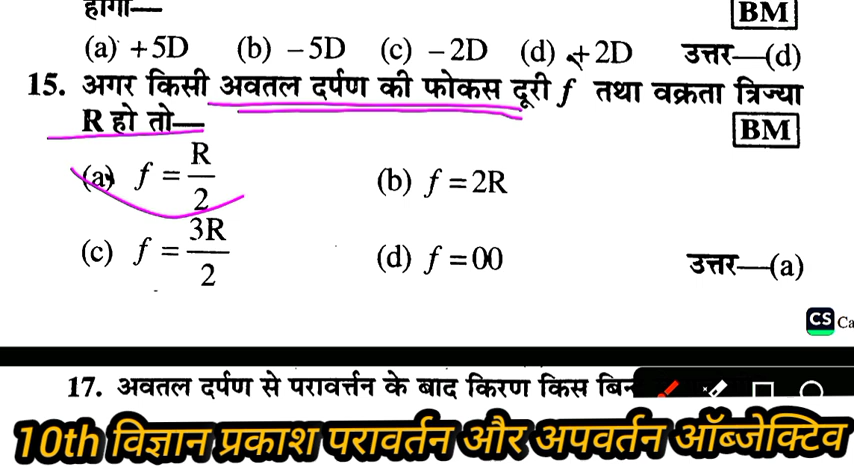 होगा—
BM
(a) +5D (b) −5D (c) −2D (d) +2D उत्तर—(d)
15. अगर किसी अवतल दर्पण की फोकस दूरी f तथा वक्रता त्रिज्या
R हो तो—
BM
(a) f = R/2 (b) f = 2R
(c) f = 3R/2 (d) f = 00 उत्तर—(a)
CS Ca
17. अवतल दर्पण से परावर्त्तन के बाद किरण किस
10th विज्ञान प्रकाश परावर्तन और अपवर्तन ऑब्जेक्टिव